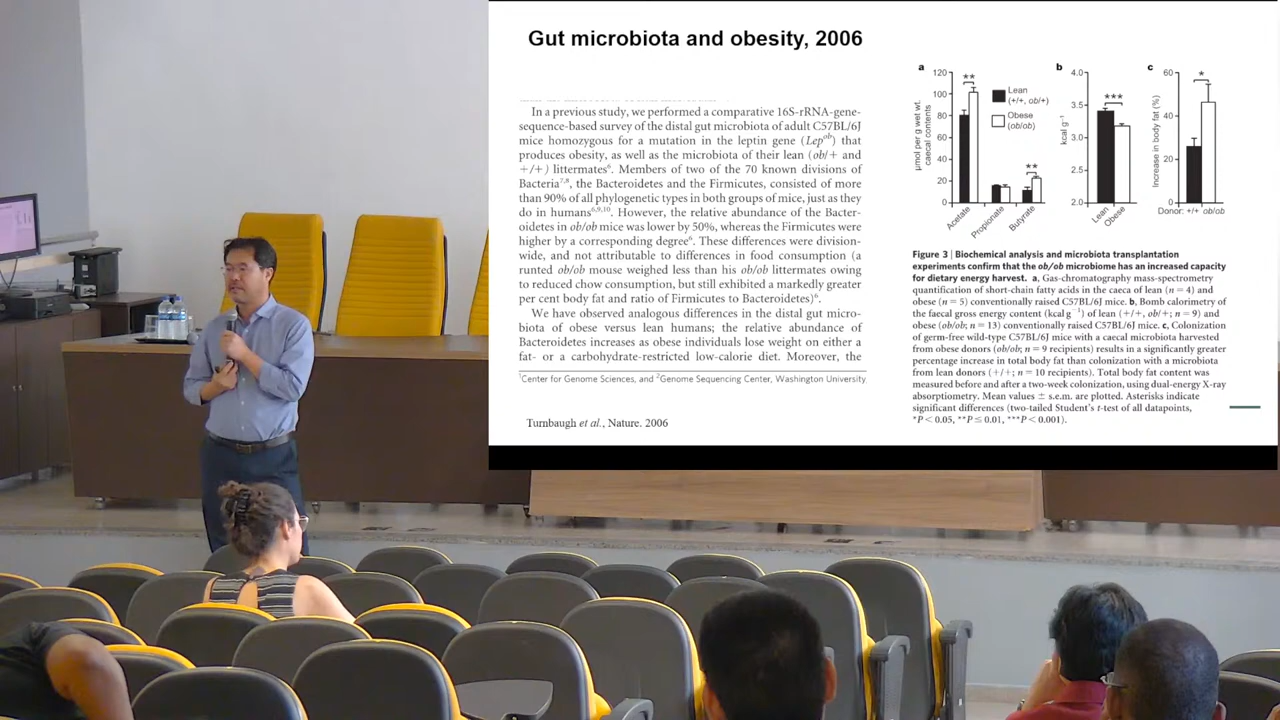 Gut microbiota and obesity, 2006
In a previous study, we performed a comparative 16S-rRNA-gene-
sequence-based survey of the distal gut microbiota of adult C57BL/6J
mice homozygous for a mutation in the leptin gene (Lepᵒᵇ) that
produces obesity, as well as the microbiota of their lean (ob/+ and
+/+) littermates⁶. Members of two of the 70 known divisions of
Bacteria⁷,⁸, the Bacteroidetes and the Firmicutes, consisted of more
than 90% of all phylogenetic types in both groups of mice, just as they
do in humans⁶,⁹,¹⁰. However, the relative abundance of the Bacter-
oidetes in ob/ob mice was lower by 50%, whereas the Firmicutes were
higher by a corresponding degree⁶. These differences were division-
wide, and not attributable to differences in food consumption (a
runted ob/ob mouse weighed less than his ob/ob littermates owing
to reduced chow consumption, but still exhibited a markedly greater
per cent body fat and ratio of Firmicutes to Bacteroidetes)⁶.
We have observed analogous differences in the distal gut micro-
biota of obese versus lean humans; the relative abundance of
Bacteroidetes increases as obese individuals lose weight on either a
fat- or a carbohydrate-restricted low-calorie diet. Moreover, the
¹Center for Genome Sciences, and ²Genome Sequencing Center, Washington University
Turnbaugh et al., Nature. 2006
a
µmol per g wet wt.
caecal contents
120
100
80
60
40
20
0
**
**
Lean
(+/+, ob/+)
Obese
(ob/ob)
Acetate
Propionate
Butyrate
b
kcal g⁻¹
4.0
3.5
3.0
2.5
2.0
***
Lean
Obese
c
Increase in body fat (%)
60
40
20
0
*
Donor: +/+ ob/ob
Figure 3 | Biochemical analysis and microbiota transplantation
experiments confirm that the ob/ob microbiome has an increased capacity
for dietary energy harvest. a, Gas-chromatography mass-spectrometry
quantification of short-chain fatty acids in the caeca of lean (n = 4) and
obese (n = 5) conventionally raised C57BL/6J mice. b, Bomb calorimetry of
the faecal gross energy content (kcal g⁻¹) of lean (+/+, ob/+; n = 9) and
obese (ob/ob; n = 13) conventionally raised C57BL/6J mice. c, Colonization
of germ-free wild-type C57BL/6J mice with a caecal microbiota harvested
from obese donors (ob/ob; n = 9 recipients) results in a significantly greater
percentage increase in total body fat than colonization with a microbiota
from lean donors (+/+; n = 10 recipients). Total body fat content was
measured before and after a two-week colonization, using dual-energy X-ray
absorptiometry. Mean values ± s.e.m. are plotted. Asterisks indicate
significant differences (two-tailed Student's t-test of all datapoints,
*P < 0.05, **P ≤ 0.01, ***P < 0.001).